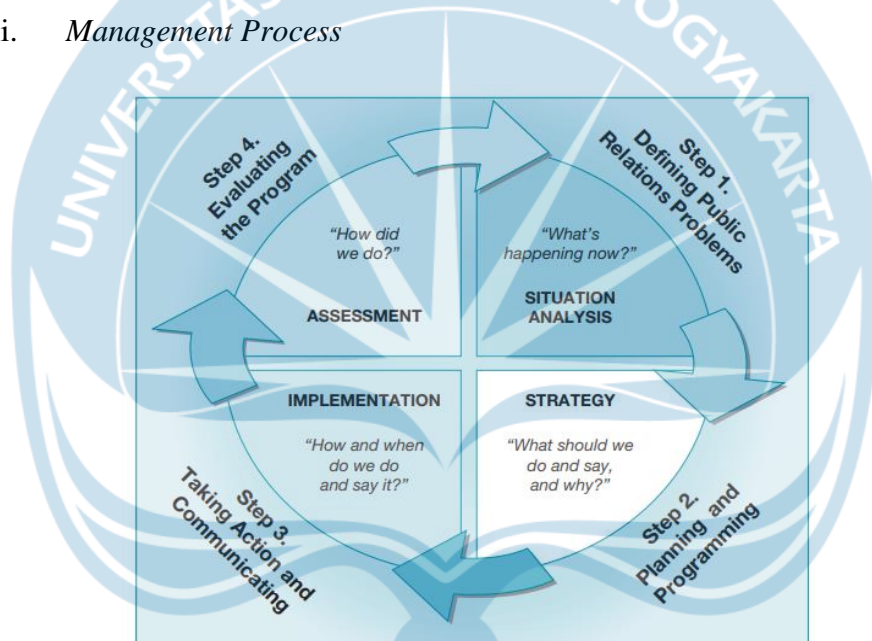 i. Management Process
UNIVERSITAS
YOGYAKARTA
Step 1.
Defining Public
Relations Problems
"What's
happening now?"
SITUATION
ANALYSIS
STRATEGY
"What should we
do and say,
and why?"
Step 2.
Planning and
Programming
Step 3.
Taking Action and
Communicating
IMPLEMENTATION
"How and when
do we do
and say it?"
Step 4.
Evaluating
the Program
"How did
we do?"
ASSESSMENT